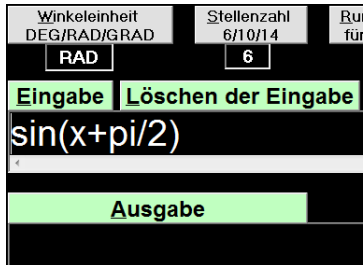 Winkeleinheit
DEG/RAD/GRAD
Stellenzahl
6/10/14
RAD
6
Eingabe
Löschen der Eingabe
sin(x+pi/2)
Ausgabe